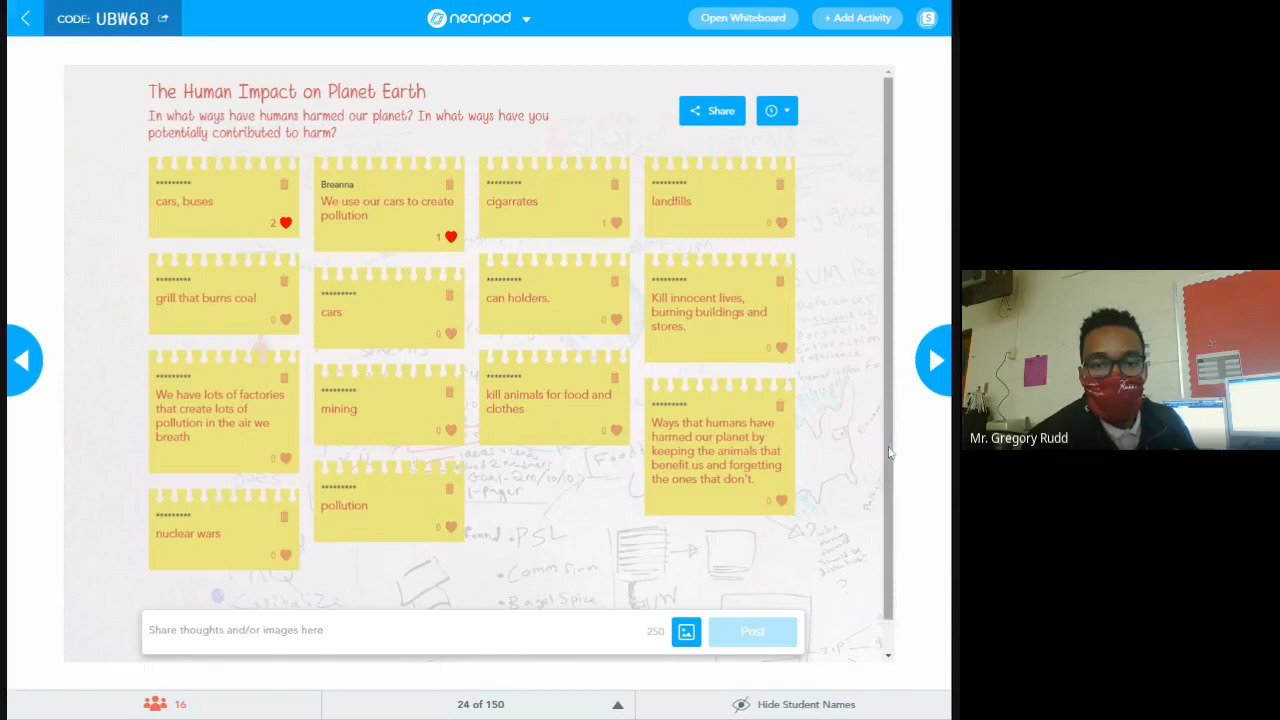 CODE: UBW68
nearpod
Open Whiteboard
+ Add Activity
S
The Human Impact on Planet Earth
In what ways have humans harmed our planet? In what ways have you
potentially contributed to harm?
Share
*********
cars, buses
2
Breanna
We use our cars to create
pollution
1
*********
cigarrates
1
*********
landfills
0
*********
grill that burns coal
0
*********
cars
0
*********
can holders.
0
*********
Kill innocent lives,
burning buildings and
stores.
0
*********
We have lots of factories
that create lots of
pollution in the air we
breath
0
*********
mining
0
*********
kill animals for food and
clothes
0
*********
Ways that humans have
harmed our planet by
keeping the animals that
benefit us and forgetting
the ones that don't.
0
*********
nuclear wars
0
*********
pollution
0
PSL
Comm firm
Bagel Spice
Capitalize
Share thoughts and/or images here
250
Post
16
24 of 150
Hide Student Names
Mr. Gregory Rudd